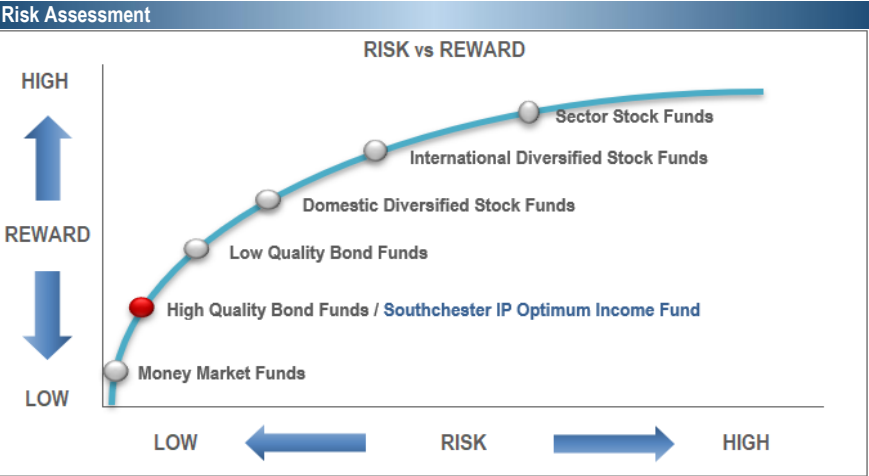 Risk Assessment
RISK vs REWARD
HIGH
Sector Stock Funds
International Diversified Stock Funds
Domestic Diversified Stock Funds
REWARD
Low Quality Bond Funds
High Quality Bond Funds / Southchester IP Optimum Income Fund
Money Market Funds
LOW
LOW RISK HIGH